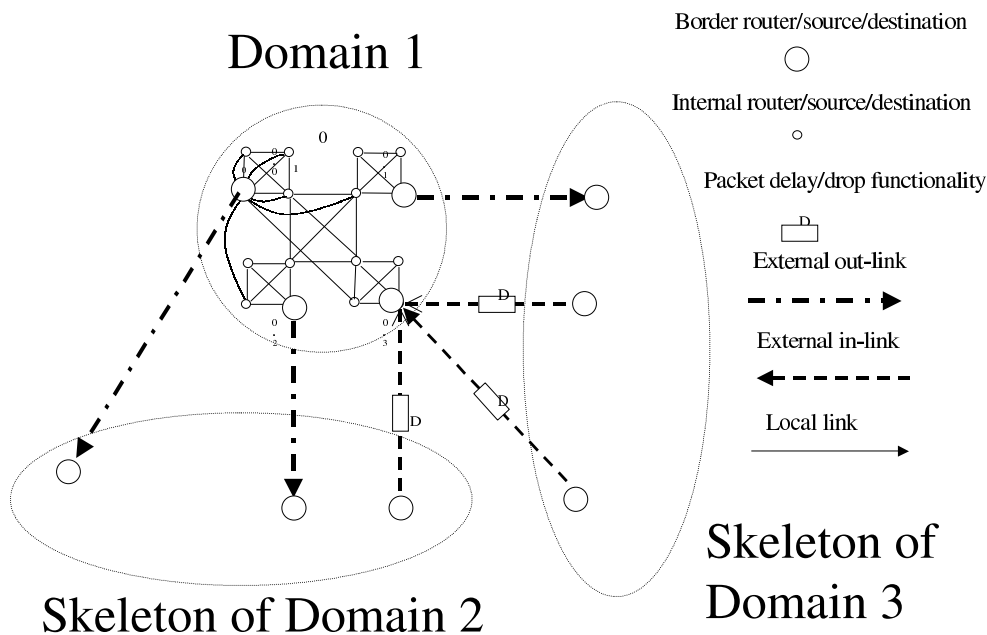 Domain 1
0
0
.
0
1
0
0
1
0
.
2
0
.
3
D
D
D
Skeleton of Domain 2
Skeleton of
Domain 3
Border router/source/destination
Internal router/source/destination
Packet delay/drop functionality
D
External out-link
External in-link
Local link